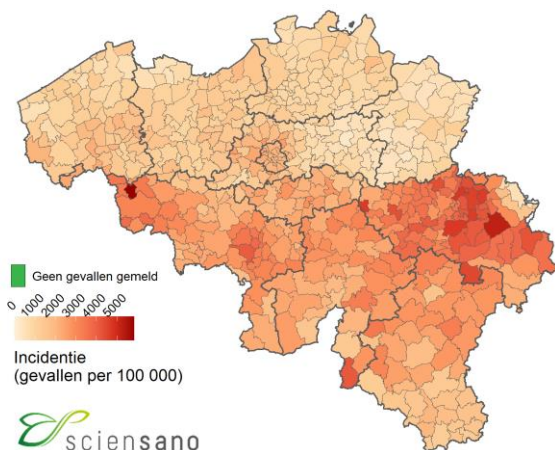 Geen gevallen gemeld
0 1000 2000 3000 4000 5000
Incidentie
(gevallen per 100 000)
sciensano